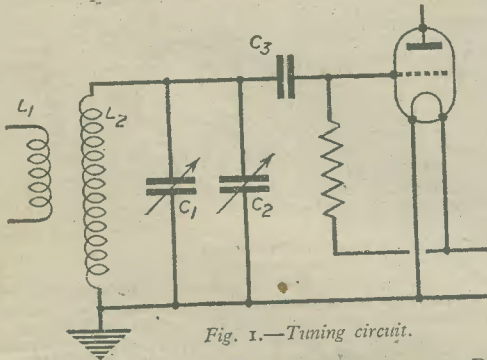 C3
L1
L2
C1
C2
Fig. 1.—Tuning circuit.